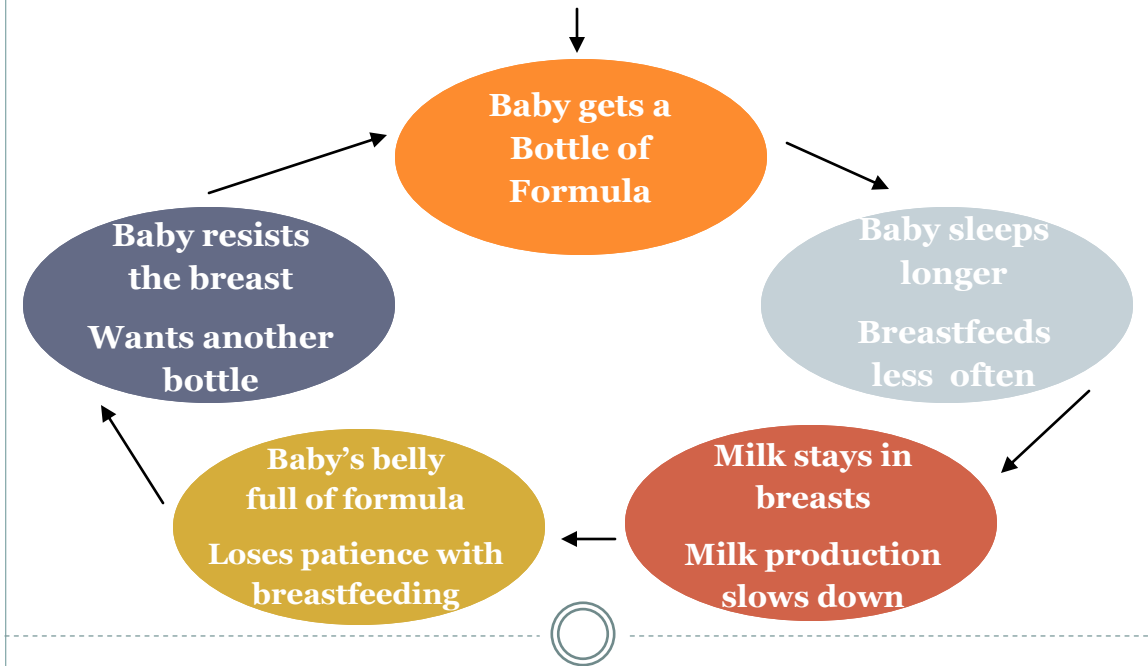 Baby gets a
Bottle of
Formula
Baby sleeps
longer
Breastfeeds
less often
Milk stays in
breasts
Milk production
slows down
Baby’s belly
full of formula
Loses patience with
breastfeeding
Baby resists
the breast
Wants another
bottle